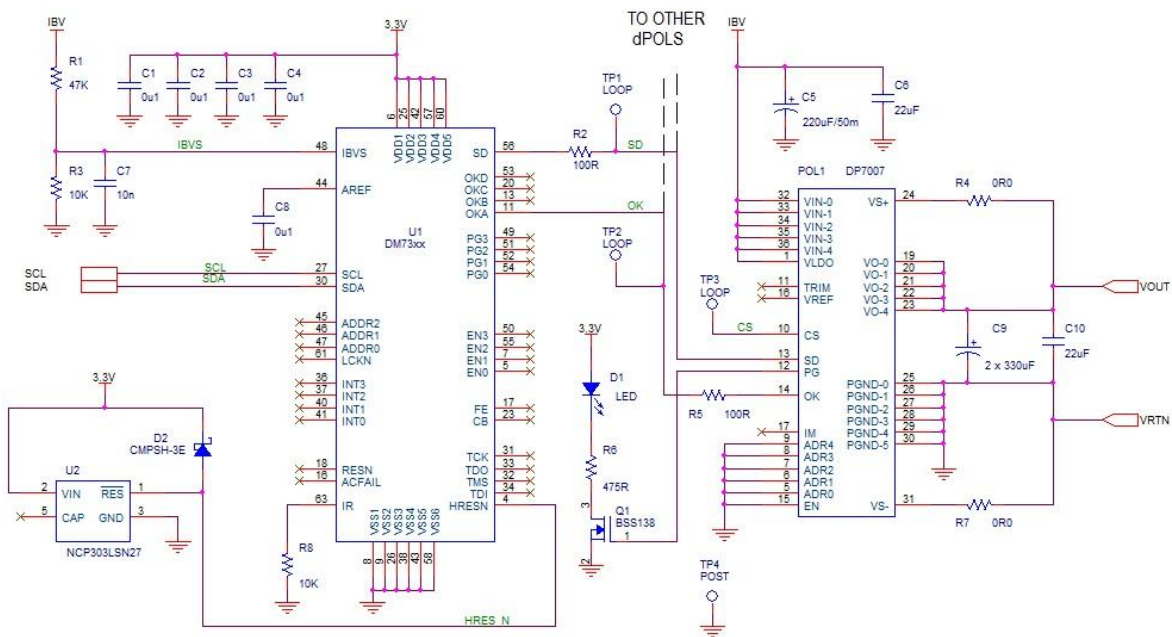 IBV
3.3V
TO OTHER
dPOLS
IBV
R1
47K
C1
0u1
C2
0u1
C3
0u1
C4
0u1
TP1
LOOP
C5
220uF/50m
C6
22uF
6
25
42
57
60
VDD1
VDD2
VDD3
VDD4
VDD5
IBVS
48
IBVS
SD
56
R2
100R
SD
R3
10K
C7
10n
44
AREF
C8
0u1
OKD
53
OKC
20
OKB
13
OKA
11
OK
U1
DM73xx
PG3
49
PG2
51
PG1
52
PG0
54
TP2
LOOP
SCL
SDA
SCL
SDA
27
SCL
30
SDA
45
ADDR2
46
ADDR1
47
ADDR0
61
LCKN
EN3
50
EN2
55
EN1
7
EN0
5
36
INT3
37
INT2
40
INT1
41
INT0
FE
17
CB
23
TCK
31
TDO
33
TMS
32
TDI
34
HRESN
4
18
RESN
16
ACFAIL
63
IR
VSS1
VSS2
VSS3
VSS4
VSS5
VSS6
8
9
26
38
43
58
R8
10K
3.3V
D2
CMPSH-3E
U2
2
VIN
RES
1
5
CAP
GND
3
NCP303LSN27
HRES_N
3.3V
D1
LED
R6
475R
3
Q1
BSS138
1
2
TP3
LOOP
CS
R5
100R
TP4
POST
POL1
DP7007
32
VIN-0
33
VIN-1
34
VIN-2
35
VIN-3
36
VIN-4
1
VLDO
11
TRIM
16
VREF
10
CS
13
SD
12
PG
14
OK
17
IM
9
ADR4
8
ADR3
7
ADR2
6
ADR1
5
ADR0
15
EN
VS+
24
R4
0R0
VO-0
19
VO-1
20
VO-2
21
VO-3
22
VO-4
23
VOUT
C9
2 x 330uF
C10
22uF
PGND-0
25
PGND-1
26
PGND-2
27
PGND-3
28
PGND-4
29
PGND-5
30
VRTN
VS-
31
R7
0R0